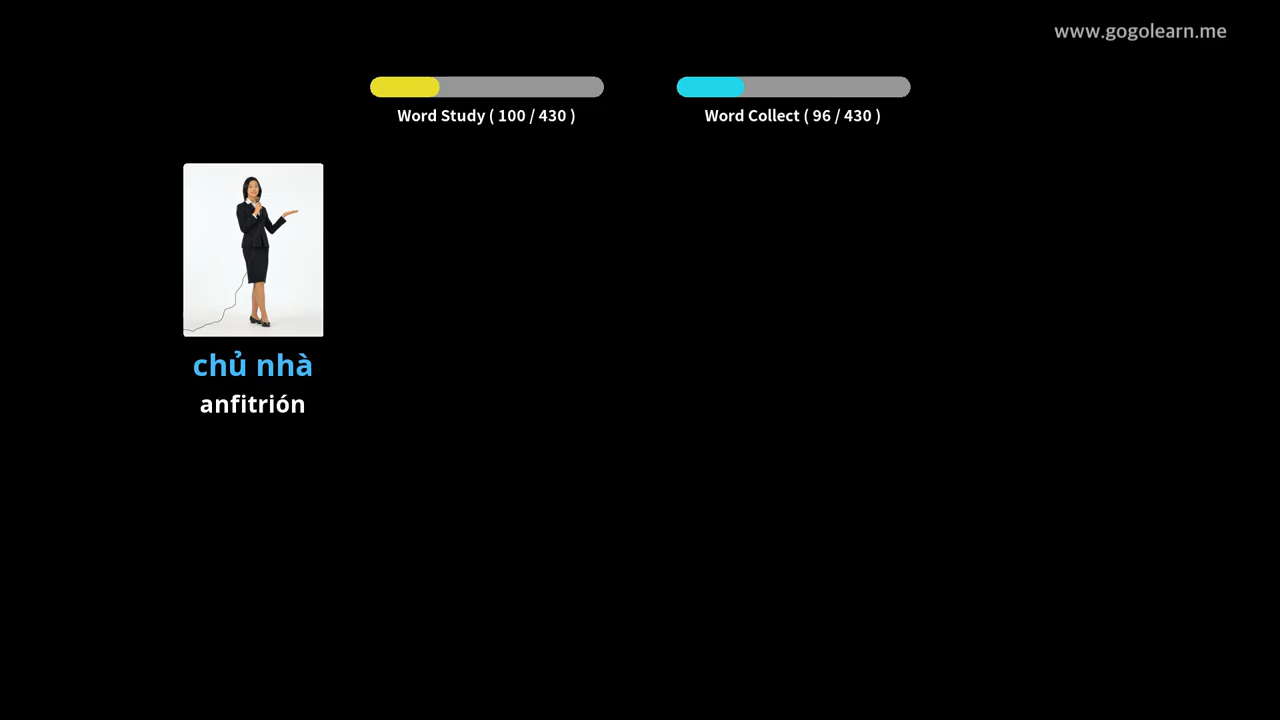 www.gogolearn.me
Word Study ( 100 / 430 )
Word Collect ( 96 / 430 )
chủ nhà
anfitrión